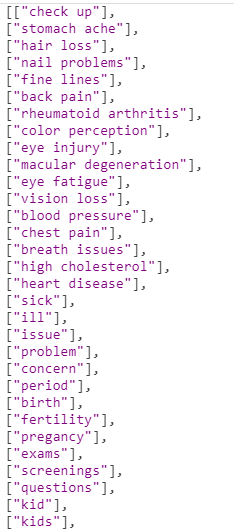 [["check up"],
["stomach ache"],
["hair loss"],
["nail problems"],
["fine lines"],
["back pain"],
["rheumatoid arthritis"],
["color perception"],
["eye injury"],
["macular degeneration"],
["eye fatigue"],
["vision loss"],
["blood pressure"],
["chest pain"],
["breath issues"],
["high cholesterol"],
["heart disease"],
["sick"],
["ill"],
["issue"],
["problem"],
["concern"],
["period"],
["birth"],
["fertility"],
["pregancy"],
["exams"],
["screenings"],
["questions"],
["kid"],
["kids"],